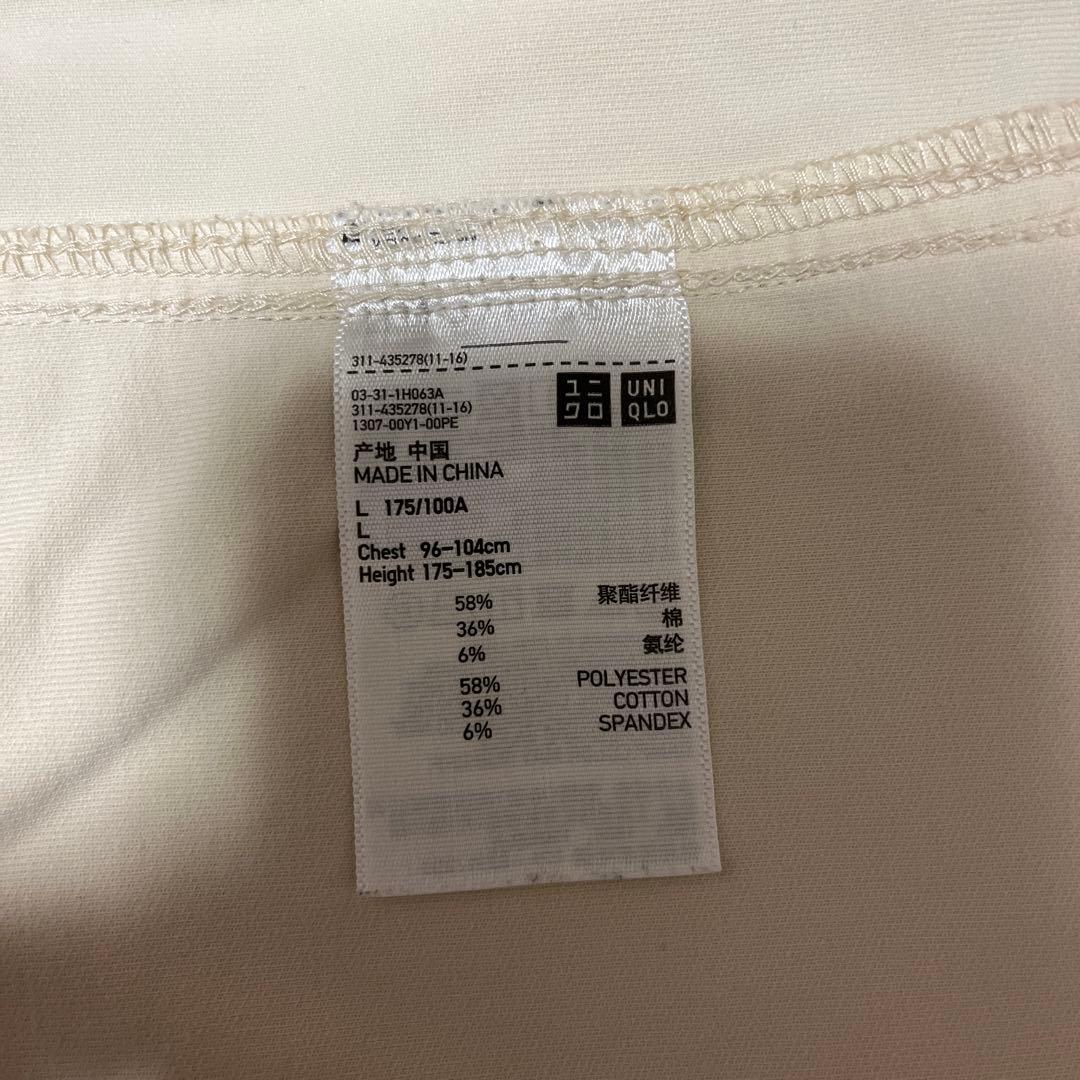 311-435278(11-16)
03-31-1H063A
311-435278(11-16)
1307-00Y1-00PE
ユニ
クロ
UNI
QLO
产地 中国
MADE IN CHINA
L 175/100A
L
Chest 96-104cm
Height 175-185cm
58% 聚酯纤维
36% 棉
6% 氨纶
58% POLYESTER
36% COTTON
6% SPANDEX